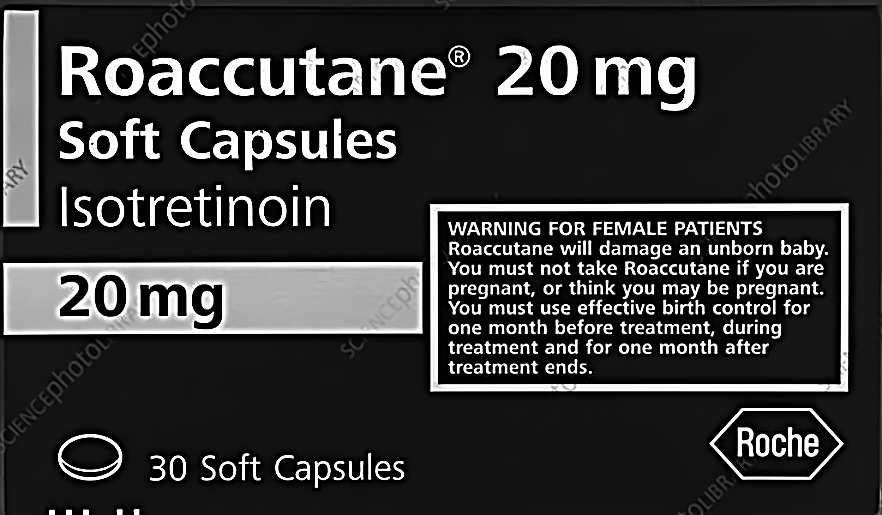 Roaccutane® 20 mg
Soft Capsules
Isotretinoin
20 mg
WARNING FOR FEMALE PATIENTS
Roaccutane will damage an unborn baby.
You must not take Roaccutane if you are
pregnant, or think you may be pregnant.
You must use effective birth control for
one month before treatment, during
treatment and for one month after
treatment ends.
30 Soft Capsules
Roche
SCIENCEphotoLIBRARY